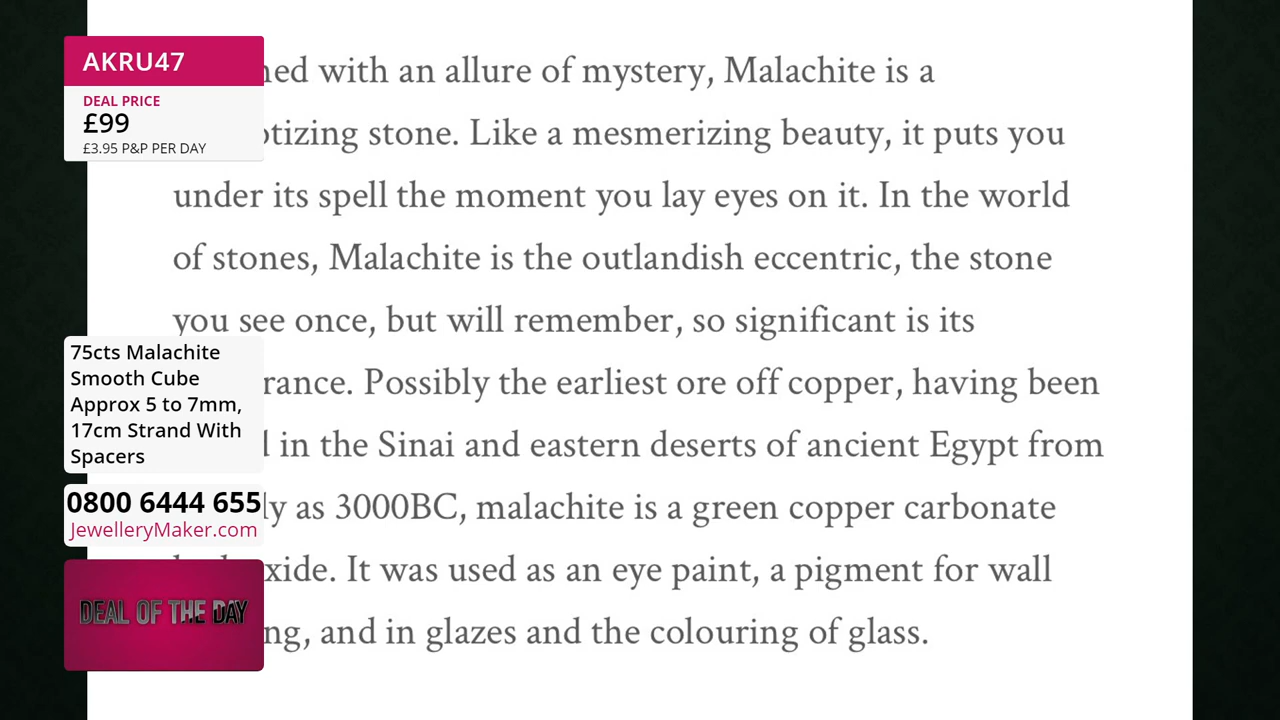 AKRU47
DEAL PRICE
£99
£3.95 P&P PER DAY
with an allure of mystery, Malachite is a
stone. Like a mesmerizing beauty, it puts you
under its spell the moment you lay eyes on it. In the world
of stones, Malachite is the outlandish eccentric, the stone
you see once, but will remember, so significant is its
Possibly the earliest ore off copper, having been
in the Sinai and eastern deserts of ancient Egypt from
as 3000BC, malachite is a green copper carbonate
It was used as an eye paint, a pigment for wall
and in glazes and the colouring of glass.
75cts Malachite
Smooth Cube
Approx 5 to 7mm,
17cm Strand With
Spacers
0800 6444 655
JewelleryMaker.com
DEAL OF THE DAY